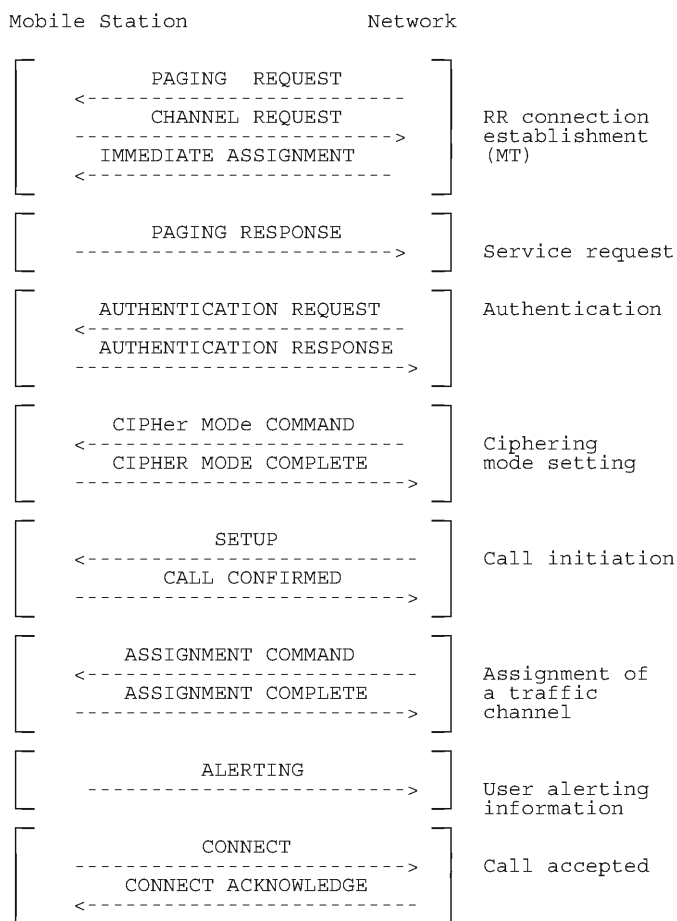 Mobile Station Network
PAGING REQUEST
CHANNEL REQUEST
IMMEDIATE ASSIGNMENT
RR connection
establishment
(MT)
PAGING RESPONSE
Service request
AUTHENTICATION REQUEST
AUTHENTICATION RESPONSE
Authentication
CIPHer MODe COMMAND
CIPHER MODE COMPLETE
Ciphering
mode setting
SETUP
CALL CONFIRMED
Call initiation
ASSIGNMENT COMMAND
ASSIGNMENT COMPLETE
Assignment of
a traffic
channel
ALERTING
User alerting
information
CONNECT
CONNECT ACKNOWLEDGE
Call accepted